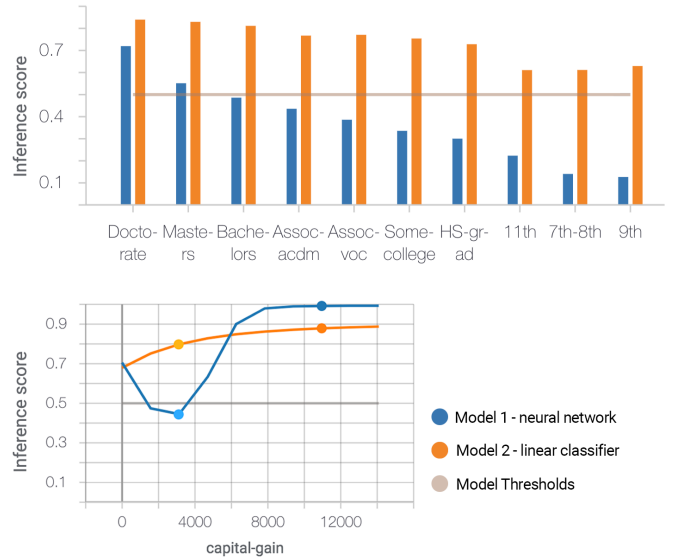 Inference score
0.7
0.4
0.1
Docto- Maste- Bache- Assoc- Assoc- Some- HS-gr- 11th 7th-8th 9th
rate rs lors acdm voc college ad
Inference score
0.9
0.7
0.5
0.3
0.1
0 4000 8000 12000
capital-gain
Model 1 - neural network
Model 2 - linear classifier
Model Thresholds